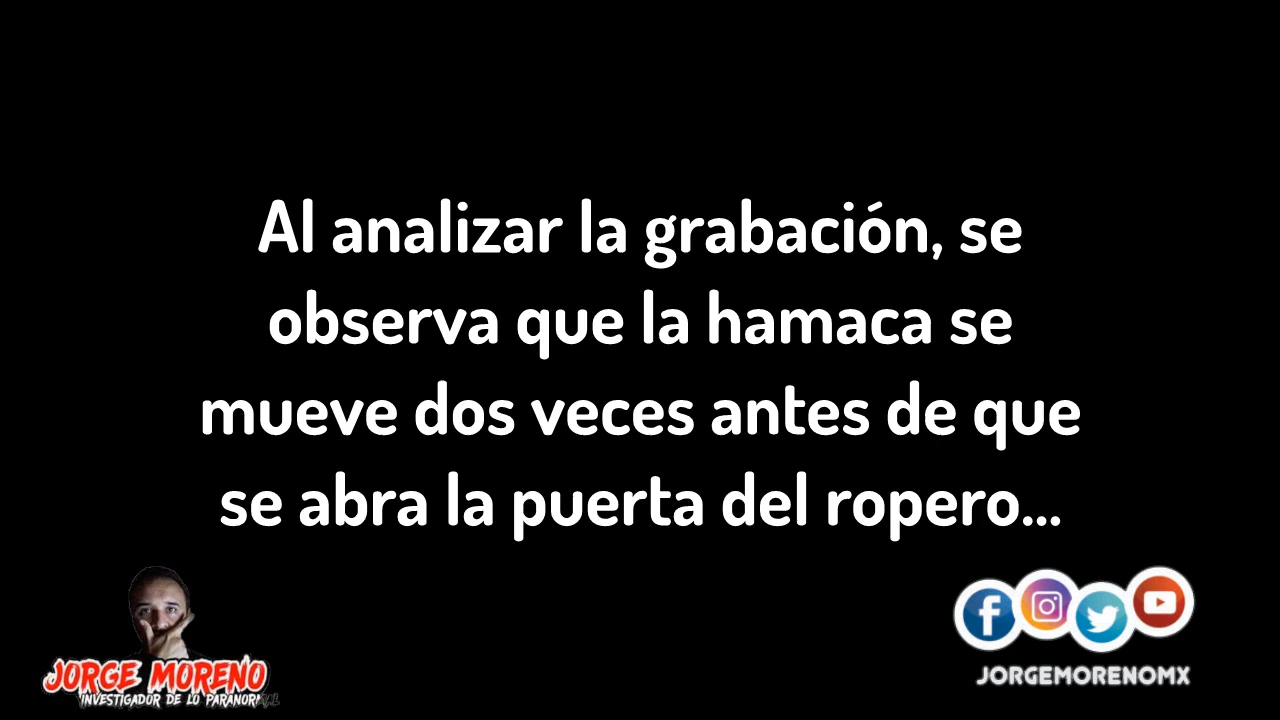 Al analizar la grabación, se
observa que la hamaca se
mueve dos veces antes de que
se abra la puerta del ropero...
JORGE MORENO
INVESTIGADOR DE LO PARANORMAL
JORGEMORENOMX